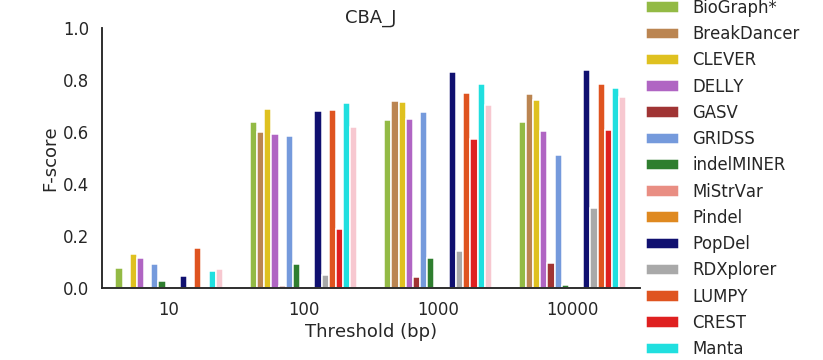 CBA_J
1.0
0.8
0.6
0.4
0.2
0.0
F-score
10
100
1000
10000
Threshold (bp)
BioGraph*
BreakDancer
CLEVER
DELLY
GASV
GRIDSS
indelMINER
MiStrVar
Pindel
PopDel
RDXplorer
LUMPY
CREST
Manta